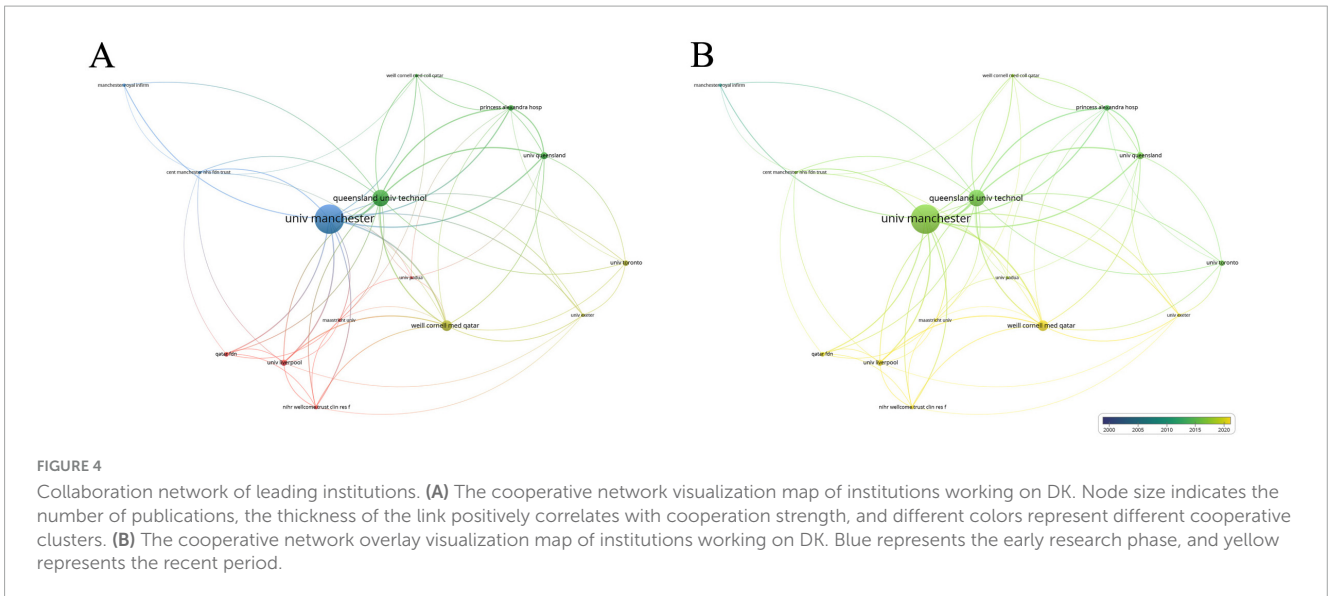 A
B
weill cornell med coll qatar
manchester royal infirm
princess alexandra hosp
univ queensland
cent manchester nhs fdn trust
queensland univ technol
univ manchester
univ toronto
univ padua
univ exeter
maastricht univ
weill cornell med qatar
qatar fdn
univ liverpool
nihr wellcome trust clin res f
weill cornell med coll qatar
manchester royal infirm
princess alexandra hosp
univ queensland
cent manchester nhs fdn trust
queensland univ technol
univ manchester
univ toronto
univ padua
univ exeter
maastricht univ
weill cornell med qatar
qatar fdn
univ liverpool
nihr wellcome trust clin res f
2000 2005 2010 2015 2020
FIGURE 4
Collaboration network of leading institutions. (A) The cooperative network visualization map of institutions working on DK. Node size indicates the
number of publications, the thickness of the link positively correlates with cooperation strength, and different colors represent different cooperative
clusters. (B) The cooperative network overlay visualization map of institutions working on DK. Blue represents the early research phase, and yellow
represents the recent period.